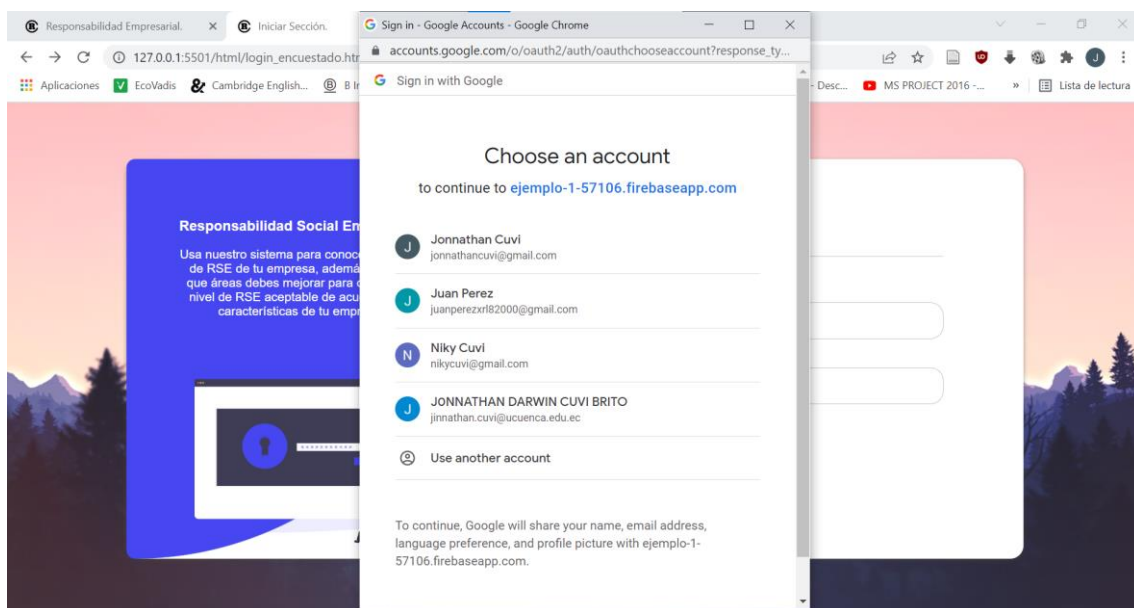 Responsabilidad Empresarial.
Iniciar Sección.
Sign in - Google Accounts - Google Chrome
127.0.0.1:5501/html/login_encuestado.htr
accounts.google.com/o/oauth2/auth/oauthchooseaccount?response_ty...
Aplicaciones
EcoVadis
Cambridge English...
B Ir
- Desc...
MS PROJECT 2016 -...
»
Lista de lectura
Sign in with Google
Choose an account
to continue to ejemplo-1-57106.firebaseapp.com
Responsabilidad Social En
Usa nuestro sistema para conoc
de RSE de tu empresa, ademá
que áreas debes mejorar para
nivel de RSE aceptable de acu
características de tu empr
J
Jonnathan Cuvi
jonnathancuvi@gmail.com
J
Juan Perez
juanperezxrl82000@gmail.com
N
Niky Cuvi
nikycuvi@gmail.com
J
J0NNATHAN DARWIN CUVI BRITO
jinnathan.cuvi@ucuenca.edu.ec
Use another account
To continue, Google will share your name, email address,
language preference, and profile picture with ejemplo-1-
57106.firebaseapp.com.